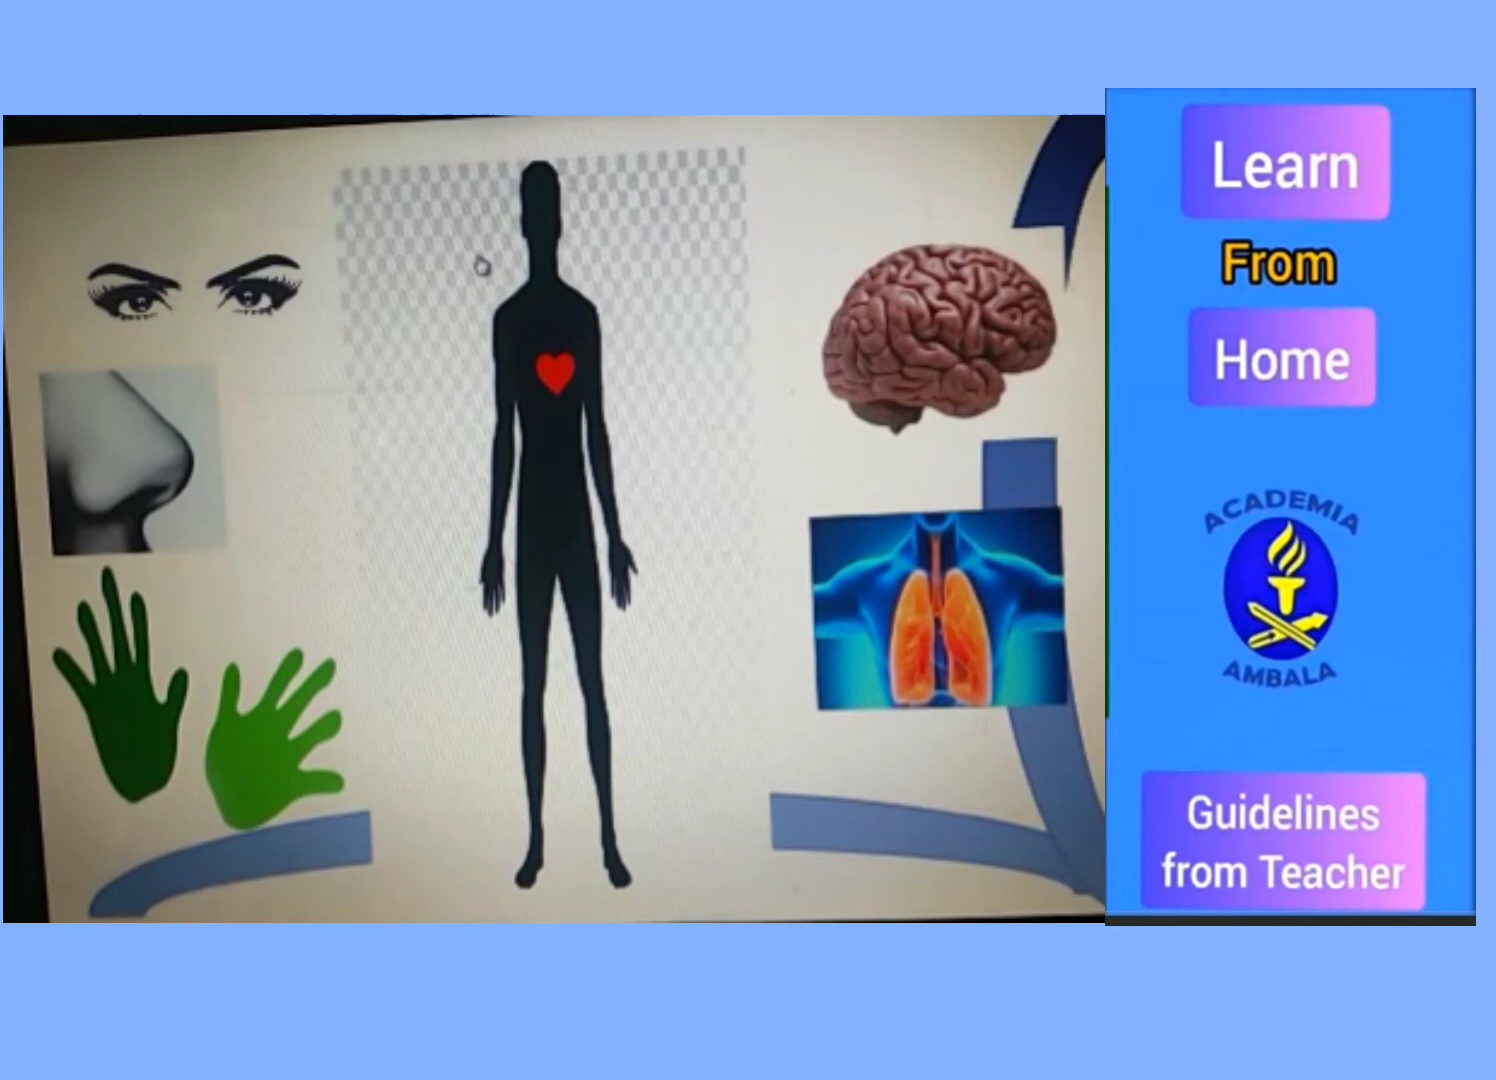 Learn
From
Home
ACADEMIA
AMBALA
Guidelines
from Teacher